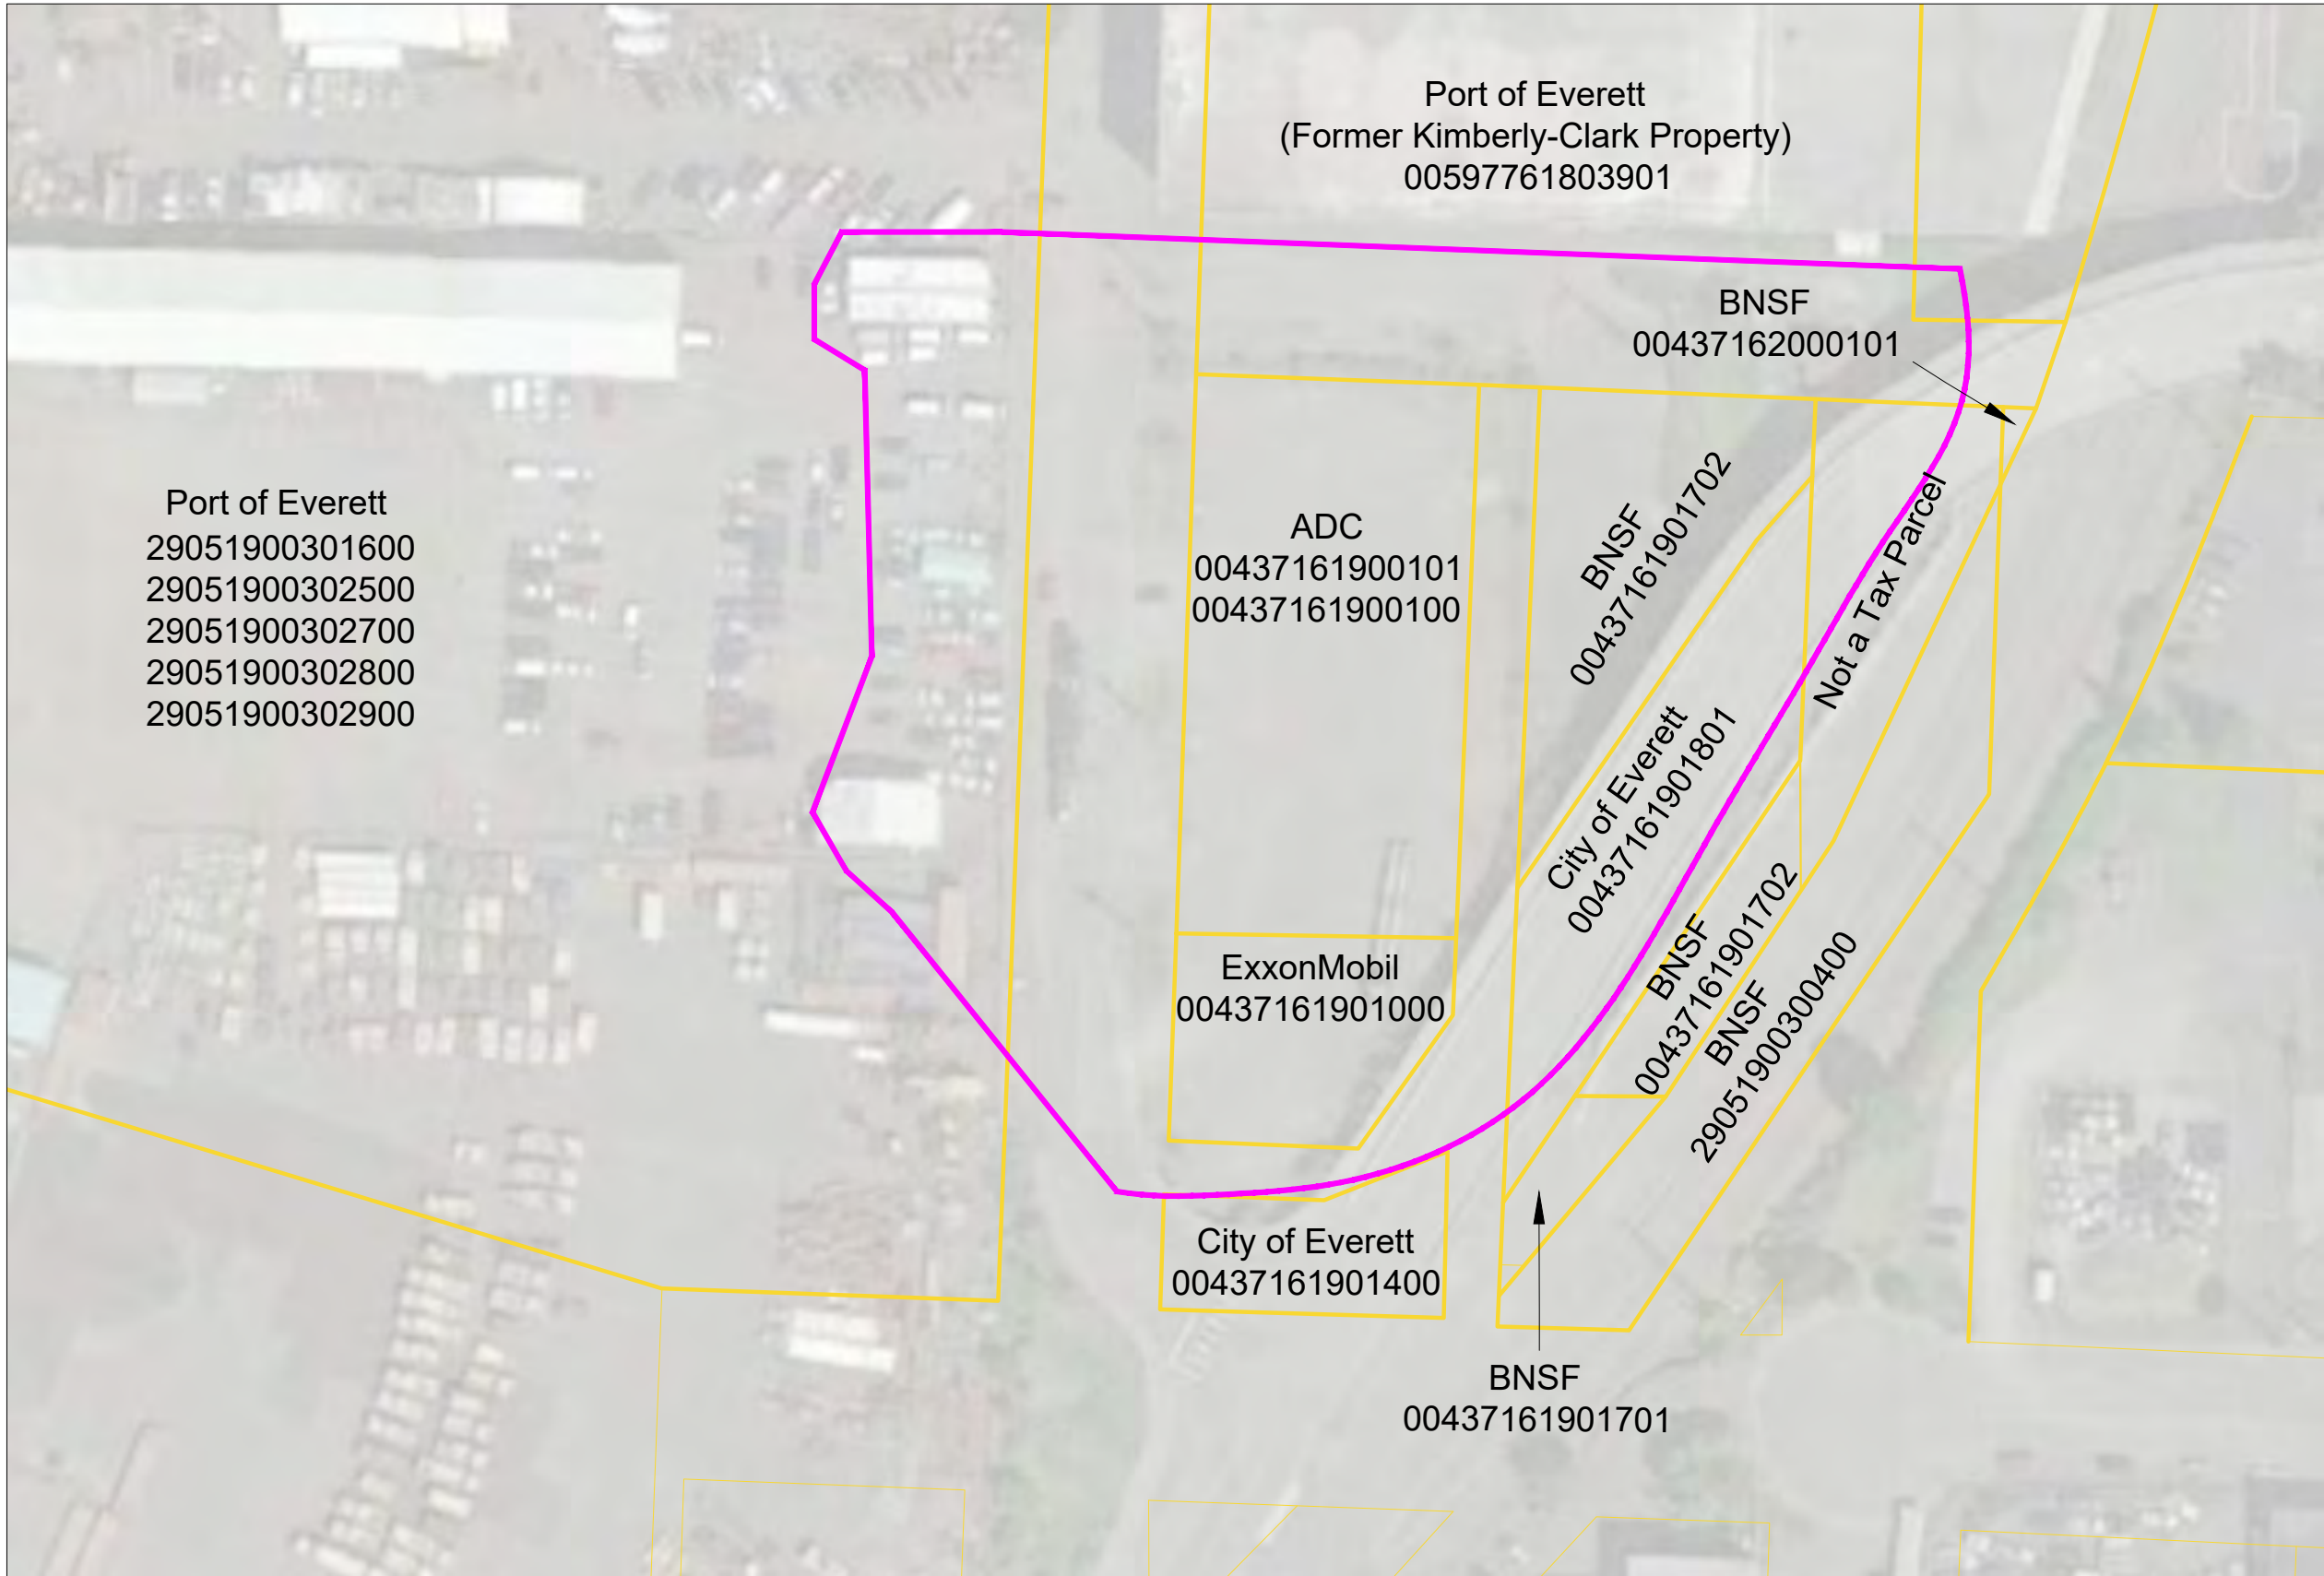 Port of Everett
(Former Kimberly-Clark Property)
00597761803901
BNSF
00437162000101
Port of Everett
29051900301600
29051900302500
29051900302700
29051900302800
29051900302900
ADC
00437161900101
00437161900100
BNSF
00437161901702
Not a Tax Parcel
City of Everett
00437161901801
ExxonMobil
00437161901000
BNSF
00437161901702
BNSF
29051900300400
City of Everett
00437161901400
BNSF
00437161901701